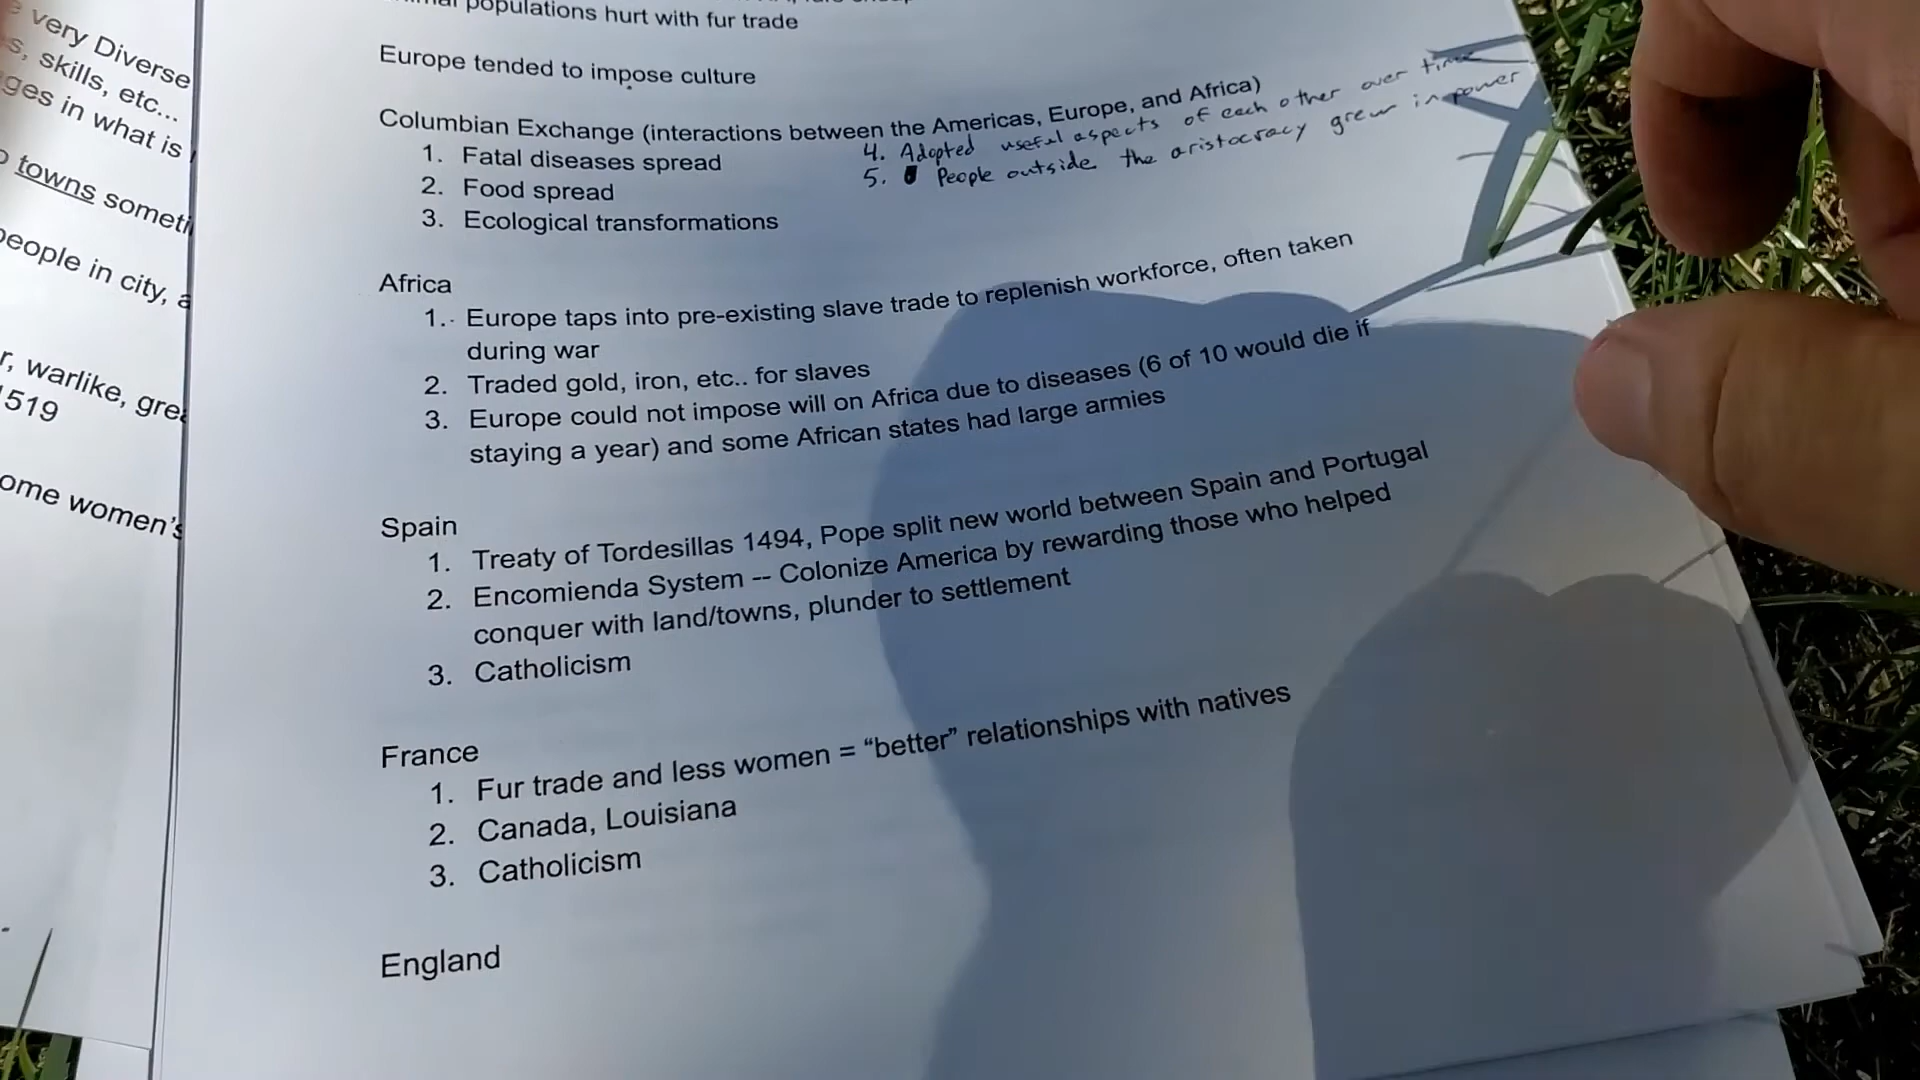 very Diverse
s, skills, etc...
ges in what is
towns someti
people in city, a
r, warlike, grea
1519
ome women's
populations hurt with fur trade
Europe tended to impose culture
Columbian Exchange (interactions between the Americas, Europe, and Africa)
1. Fatal diseases spread
2. Food spread
3. Ecological transformations
4. Adopted useful aspects of each other over time
5. People outside the aristocracy grew in power
Africa
1. Europe taps into pre-existing slave trade to replenish workforce, often taken
during war
2. Traded gold, iron, etc.. for slaves
3. Europe could not impose will on Africa due to diseases (6 of 10 would die if
staying a year) and some African states had large armies
Spain
1. Treaty of Tordesillas 1494, Pope split new world between Spain and Portugal
2. Encomienda System -- Colonize America by rewarding those who helped
conquer with land/towns, plunder to settlement
3. Catholicism
France
1. Fur trade and less women = “better” relationships with natives
2. Canada, Louisiana
3. Catholicism
England